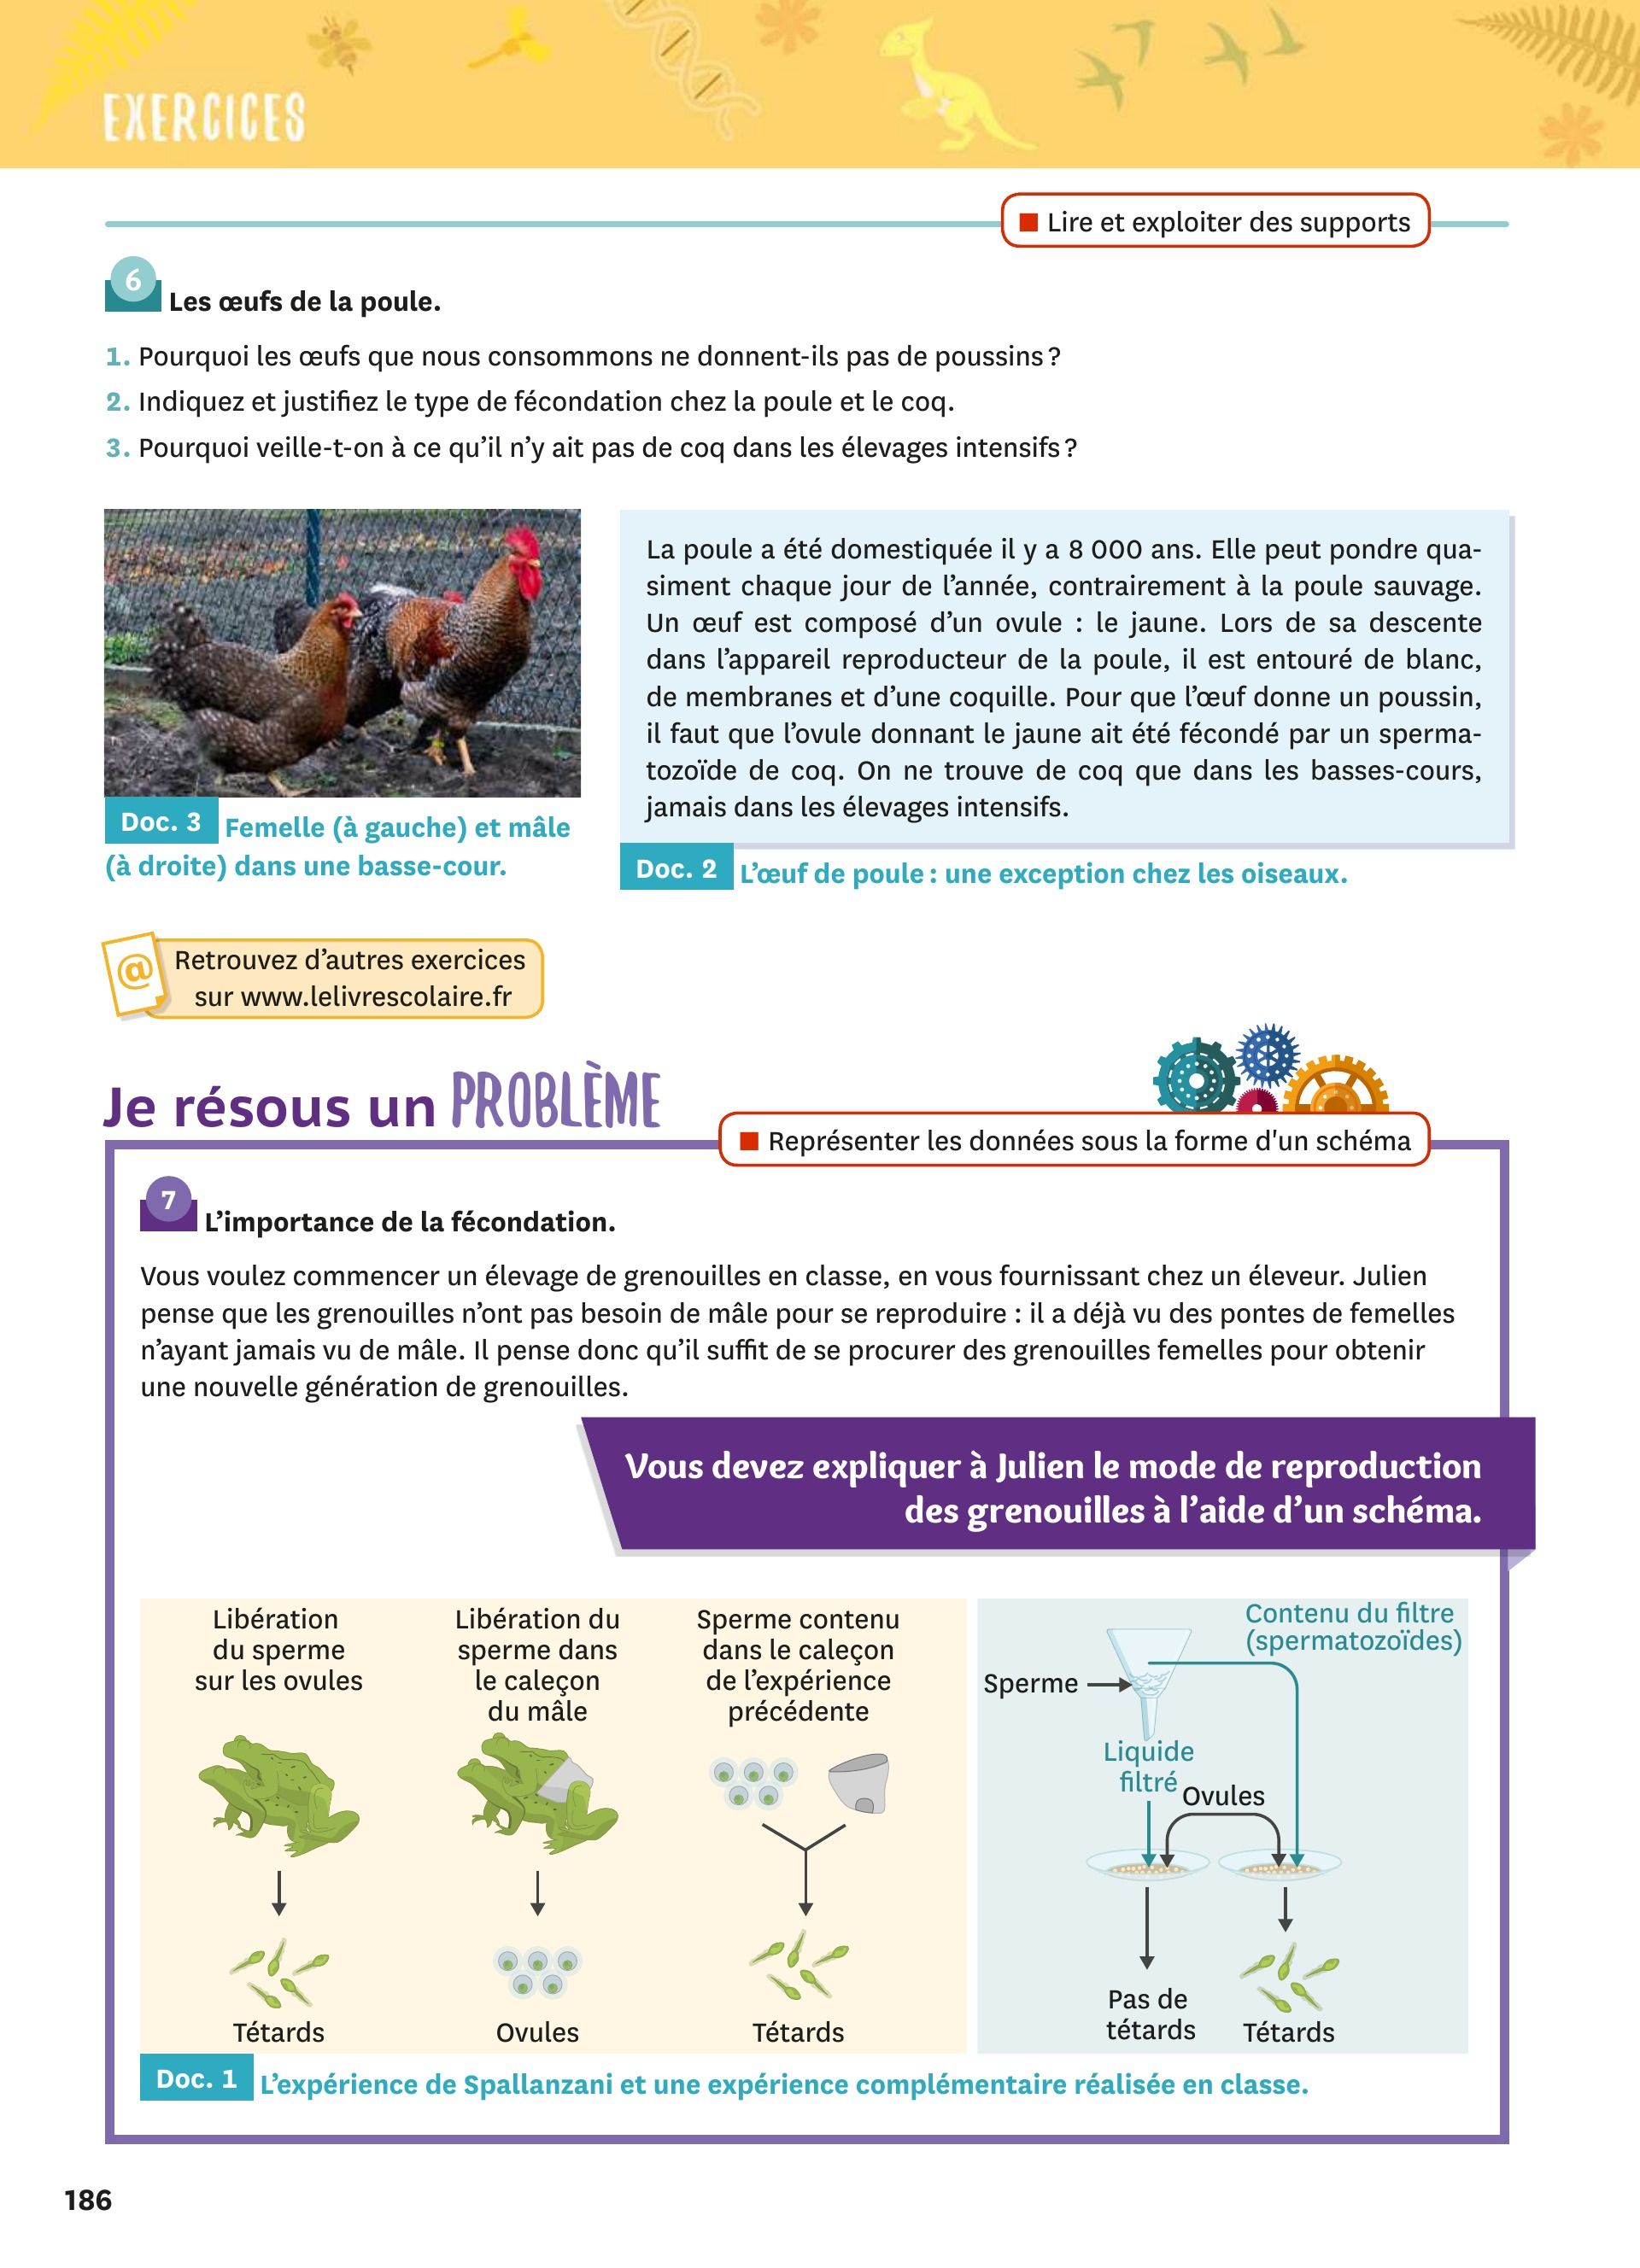 EXERCICES
Lire et exploiter des supports
6
Les œufs de la poule.
1. Pourquoi les œufs que nous consommons ne donnent-ils pas de poussins ?
2. Indiquez et justifiez le type de fécondation chez la poule et le coq.
3. Pourquoi veille-t-on à ce qu’il n’y ait pas de coq dans les élevages intensifs ?
Doc. 3 Femelle (à gauche) et mâle
(à droite) dans une basse-cour.
La poule a été domestiquée il y a 8 000 ans. Elle peut pondre qua-
siment chaque jour de l’année, contrairement à la poule sauvage.
Un œuf est composé d’un ovule : le jaune. Lors de sa descente
dans l’appareil reproducteur de la poule, il est entouré de blanc,
de membranes et d’une coquille. Pour que l’œuf donne un poussin,
il faut que l’ovule donnant le jaune ait été fécondé par un sperma-
tozoïde de coq. On ne trouve de coq que dans les basses-cours,
jamais dans les élevages intensifs.
Doc. 2 L’œuf de poule : une exception chez les oiseaux.
@
Retrouvez d’autres exercices
sur www.lelivrescolaire.fr
Je résous un PROBLÈME
Représenter les données sous la forme d'un schéma
7
L’importance de la fécondation.
Vous voulez commencer un élevage de grenouilles en classe, en vous fournissant chez un éleveur. Julien
pense que les grenouilles n’ont pas besoin de mâle pour se reproduire : il a déjà vu des pontes de femelles
n’ayant jamais vu de mâle. Il pense donc qu’il suffit de se procurer des grenouilles femelles pour obtenir
une nouvelle génération de grenouilles.
Vous devez expliquer à Julien le mode de reproduction
des grenouilles à l’aide d’un schéma.
Libération
du sperme
sur les ovules
Tétards
Libération du
sperme dans
le caleçon
du mâle
Ovules
Sperme contenu
dans le caleçon
de l’expérience
précédente
Tétards
Contenu du filtre
(spermatozoïdes)
Sperme
Liquide
filtré
Ovules
Pas de
tétards
Tétards
Doc. 1 L’expérience de Spallanzani et une expérience complémentaire réalisée en classe.
186